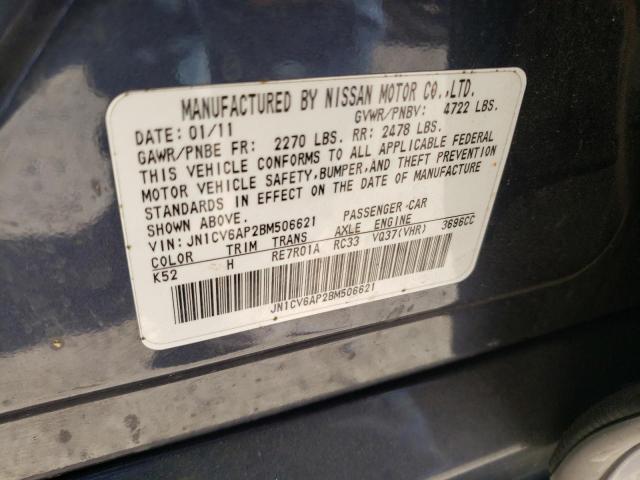 MANUFACTURED BY NISSAN MOTOR CO.,LTD.
DATE: 01/11 GVWR/PNBV: 4722 LBS.
GAWR/PNBE FR: 2270 LBS. RR: 2478 LBS.
THIS VEHICLE CONFORMS TO ALL APPLICABLE FEDERAL
MOTOR VEHICLE SAFETY, BUMPER, AND THEFT PREVENTION
STANDARDS IN EFFECT ON THE DATE OF MANUFACTURE
SHOWN ABOVE.
VIN: JN1CV6AP2BM506621 PASSENGER CAR
COLOR TRIM TRANS AXLE ENGINE
K52 H RE7R01A RC33 VQ37(VHR) 3696CC
JN1CV6AP2BM506621